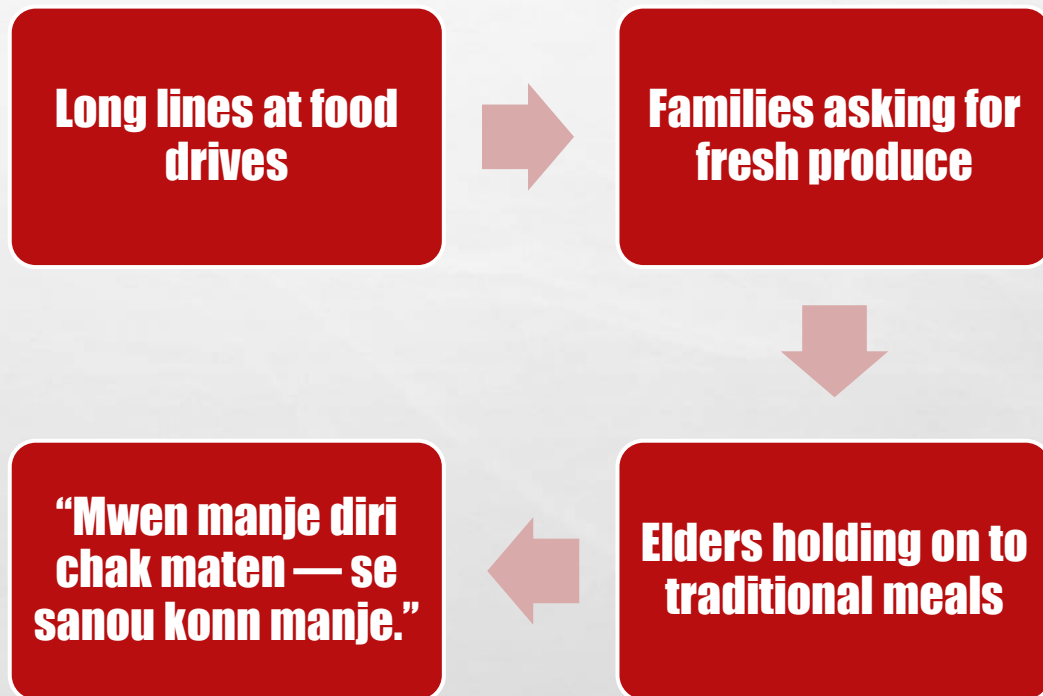 Long lines at food
drives
Families asking for
fresh produce
Elders holding on to
traditional meals
“Mwen manje diri
chak maten — se
sanou konn manje.”